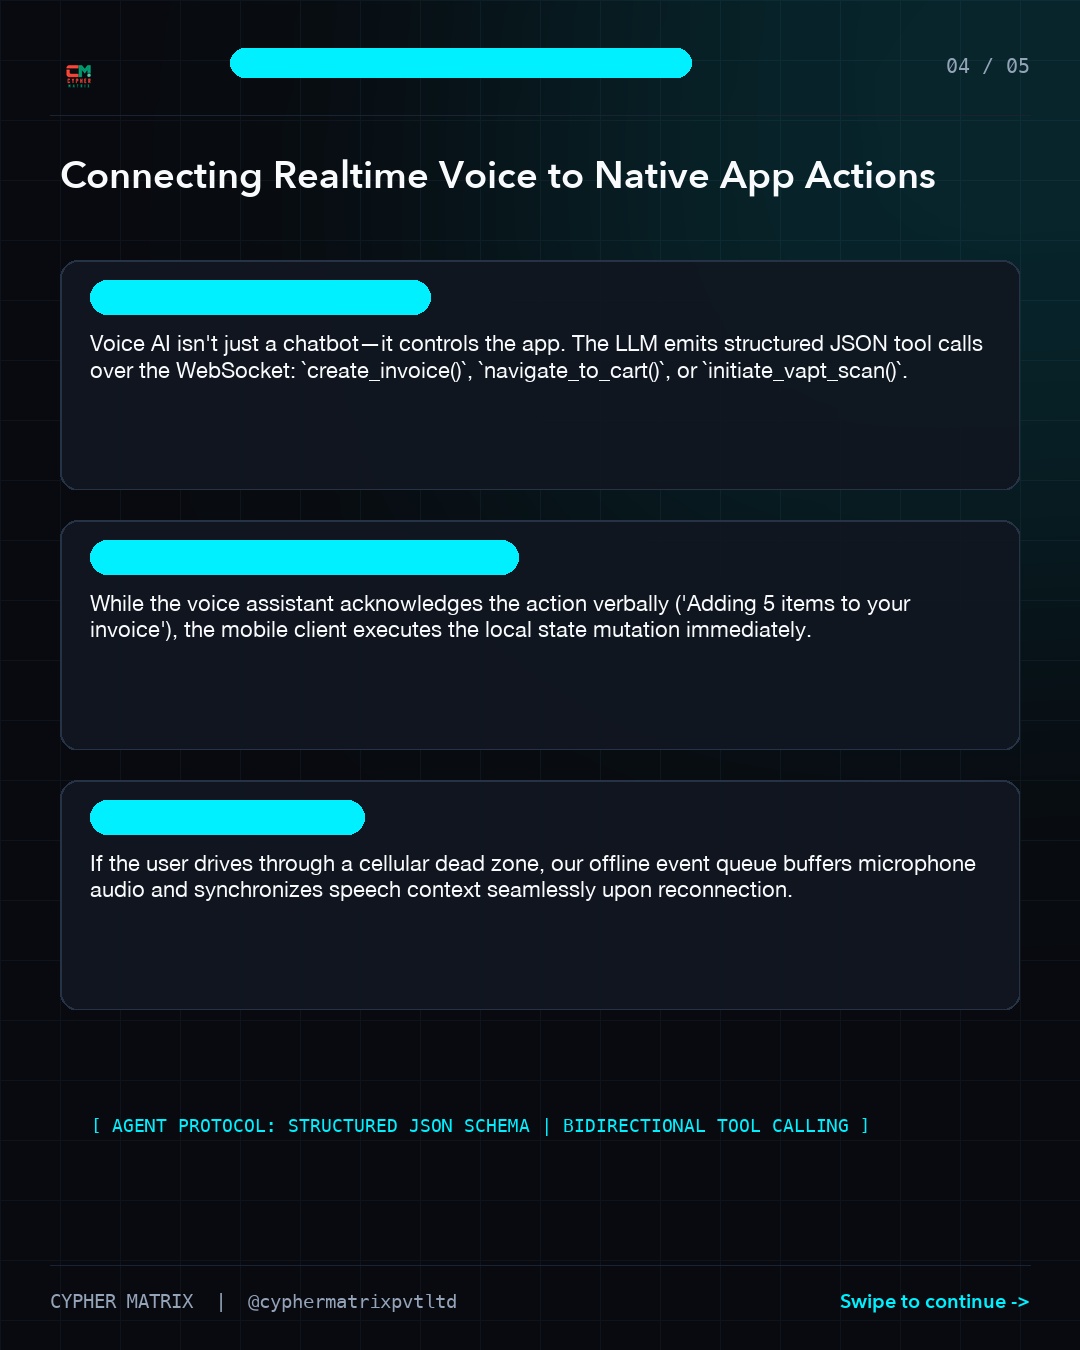 CM
CYPHER
MATRIX
04 / 05
Connecting Realtime Voice to Native App Actions
Voice AI isn't just a chatbot—it controls the app. The LLM emits structured JSON tool calls
over the WebSocket: `create_invoice()`, `navigate_to_cart()`, or `initiate_vapt_scan()`.
While the voice assistant acknowledges the action verbally ('Adding 5 items to your
invoice'), the mobile client executes the local state mutation immediately.
If the user drives through a cellular dead zone, our offline event queue buffers microphone
audio and synchronizes speech context seamlessly upon reconnection.
[ AGENT PROTOCOL: STRUCTURED JSON SCHEMA | BIDIRECTIONAL TOOL CALLING ]
CYPHER MATRIX | @cyphermatrixpvtltd
Swipe to continue ->